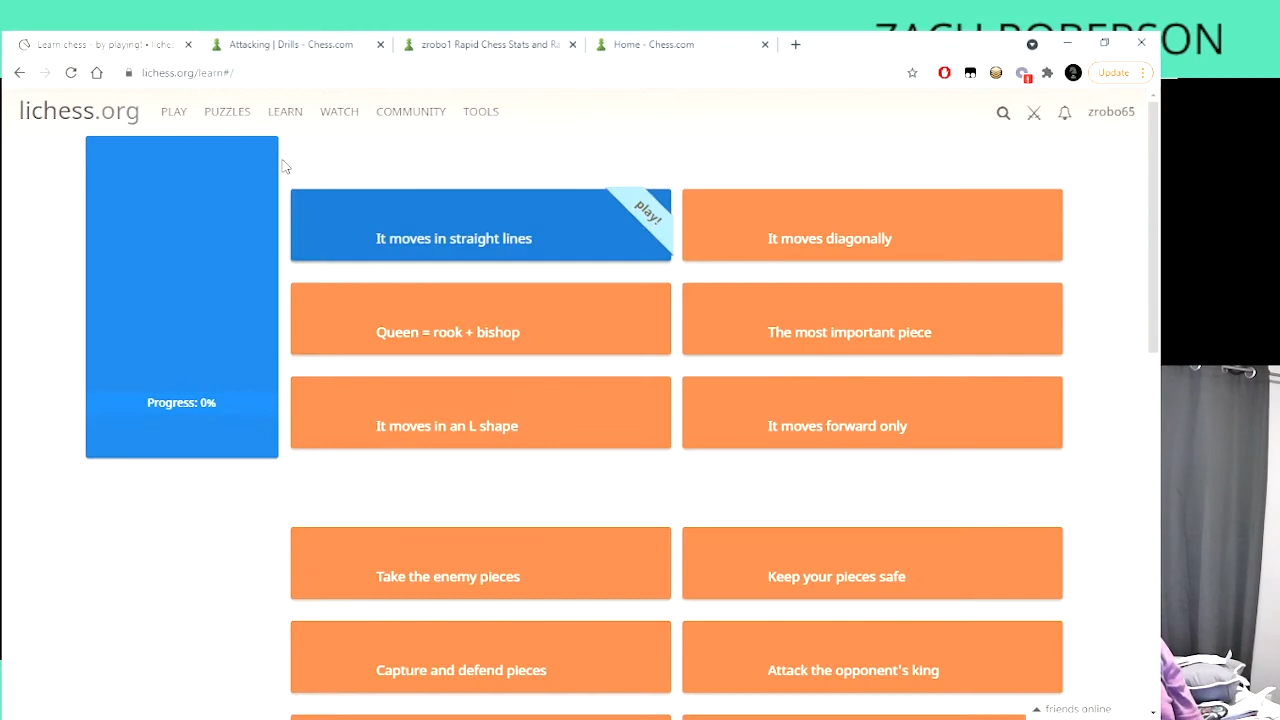 ZACH ROBERSON
Learn chess - by playing! • liche
Attacking | Drills - Chess.com
zrobo1 Rapid Chess Stats and Ra
Home - Chess.com
lichess.org/learn#/
Update
lichess.org
PLAY
PUZZLES
LEARN
WATCH
COMMUNITY
TOOLS
zrobo65
Progress: 0%
It moves in straight lines
play!
It moves diagonally
Queen = rook + bishop
The most important piece
It moves in an L shape
It moves forward only
Take the enemy pieces
Keep your pieces safe
Capture and defend pieces
Attack the opponent's king
friends online